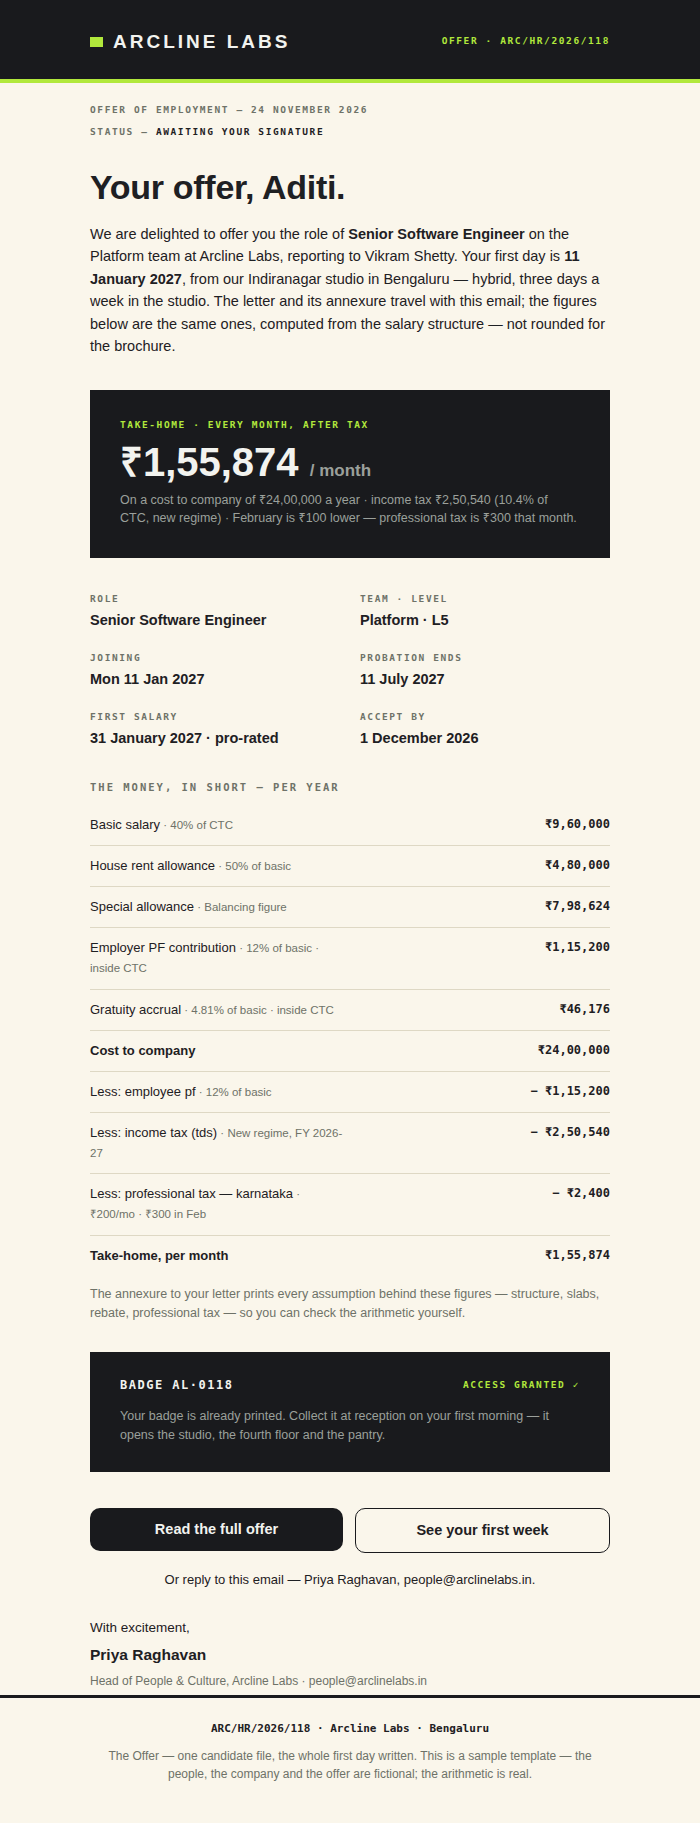 ARCLINE LABS
OFFER · ARC/HR/2026/118
OFFER OF EMPLOYMENT — 24 NOVEMBER 2026
STATUS — AWAITING YOUR SIGNATURE
Your offer, Aditi.
We are delighted to offer you the role of Senior Software Engineer on the
Platform team at Arcline Labs, reporting to Vikram Shetty. Your first day is 11
January 2027, from our Indiranagar studio in Bengaluru — hybrid, three days a
week in the studio. The letter and its annexure travel with this email; the figures
below are the same ones, computed from the salary structure — not rounded for
the brochure.
TAKE-HOME · EVERY MONTH, AFTER TAX
₹1,55,874 / month
On a cost to company of ₹24,00,000 a year · income tax ₹2,50,540 (10.4% of
CTC, new regime) · February is ₹100 lower — professional tax is ₹300 that month.
ROLE
Senior Software Engineer
TEAM · LEVEL
Platform · L5
JOINING
Mon 11 Jan 2027
PROBATION ENDS
11 July 2027
FIRST SALARY
31 January 2027 · pro-rated
ACCEPT BY
1 December 2026
THE MONEY, IN SHORT — PER YEAR
Basic salary · 40% of CTC ₹9,60,000
House rent allowance · 50% of basic ₹4,80,000
Special allowance · Balancing figure ₹7,98,624
Employer PF contribution · 12% of basic · ₹1,15,200
inside CTC
Gratuity accrual · 4.81% of basic · inside CTC ₹46,176
Cost to company ₹24,00,000
Less: employee pf · 12% of basic − ₹1,15,200
Less: income tax (tds) · New regime, FY 2026- − ₹2,50,540
27
Less: professional tax — karnataka · − ₹2,400
₹200/mo · ₹300 in Feb
Take-home, per month ₹1,55,874
The annexure to your letter prints every assumption behind these figures — structure, slabs,
rebate, professional tax — so you can check the arithmetic yourself.
BADGE AL·0118
ACCESS GRANTED ✓
Your badge is already printed. Collect it at reception on your first morning — it
opens the studio, the fourth floor and the pantry.
Read the full offer
See your first week
Or reply to this email — Priya Raghavan, people@arclinelabs.in.
With excitement,
Priya Raghavan
Head of People & Culture, Arcline Labs · people@arclinelabs.in
ARC/HR/2026/118 · Arcline Labs · Bengaluru
The Offer — one candidate file, the whole first day written. This is a sample template — the
people, the company and the offer are fictional; the arithmetic is real.